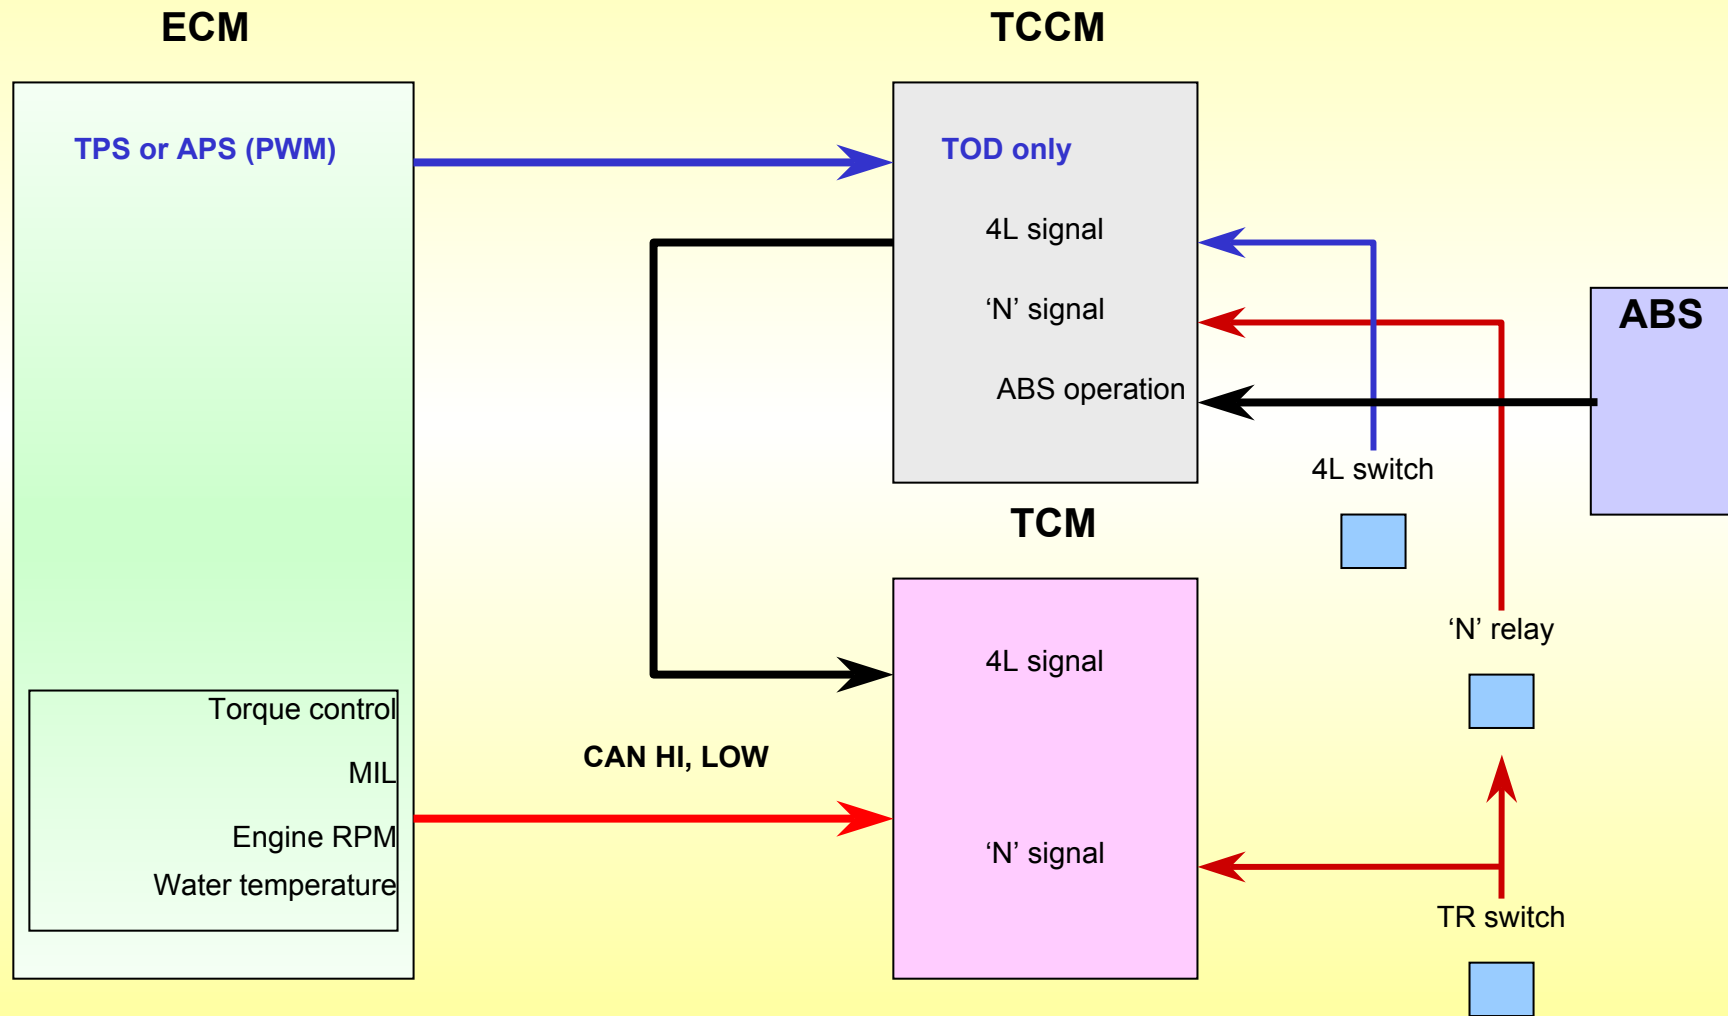 ECM
TCCM
TPS or APS (PWM)
TOD only
4L signal
‘N’ signal
ABS operation
ABS
4L switch
TCM
4L signal
‘N’ signal
‘N’ relay
TR switch
Torque control
MIL
Engine RPM
Water temperature
CAN HI, LOW